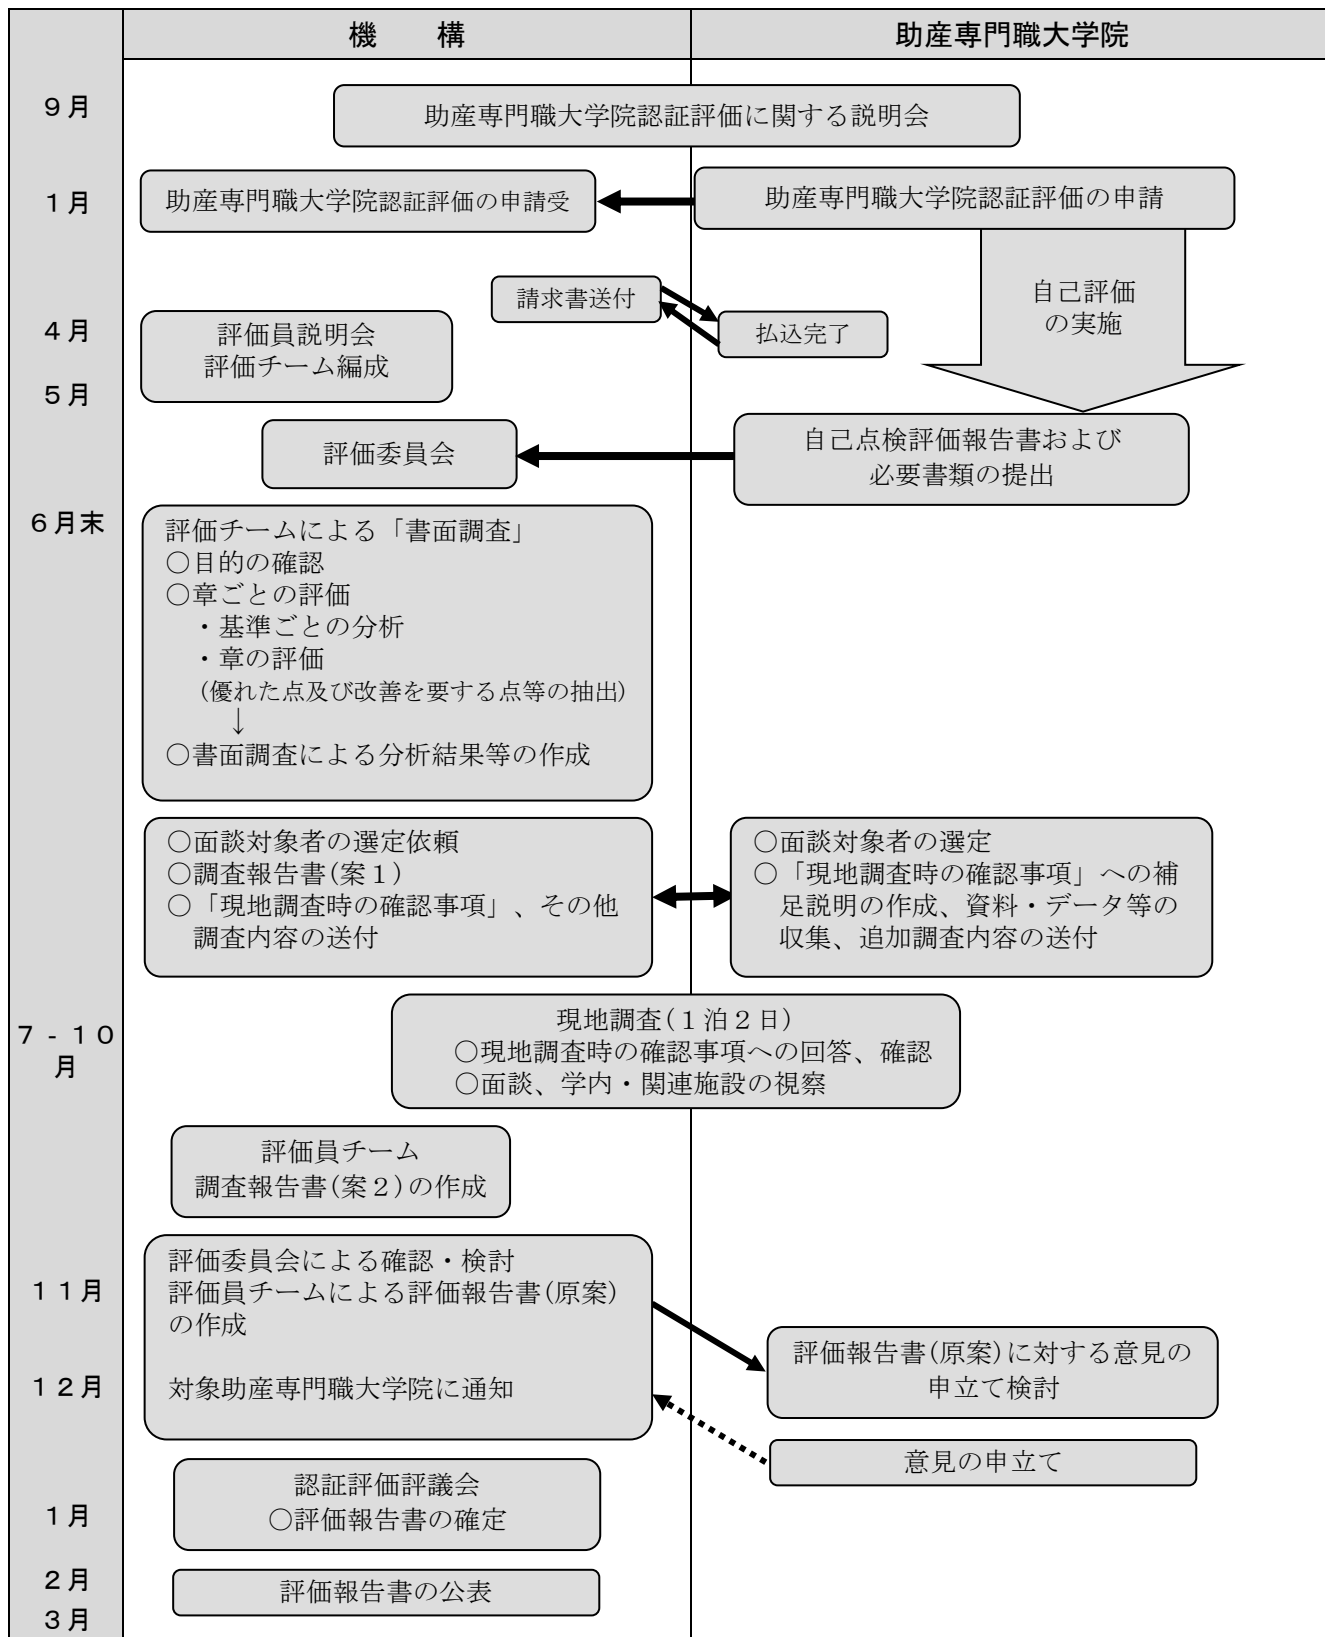 機　構
助産専門職大学院
９月
助産専門職大学院認証評価に関する説明会
１月
助産専門職大学院認証評価の申請受
助産専門職大学院認証評価の申請
自己評価
の実施
請求書送付
払込完了
４月
評価員説明会
評価チーム編成
５月
評価委員会
自己点検評価報告書および
必要書類の提出
６月末
評価チームによる「書面調査」
○目的の確認
○章ごとの評価
・基準ごとの分析
・章の評価
(優れた点及び改善を要する点等の抽出)
↓
○書面調査による分析結果等の作成
○面談対象者の選定依頼
○調査報告書(案１)
○「現地調査時の確認事項」、その他
調査内容の送付
○面談対象者の選定
○「現地調査時の確認事項」への補
足説明の作成、資料・データ等の
収集、追加調査内容の送付
７-１０
月
現地調査(１泊２日)
○現地調査時の確認事項への回答、確認
○面談、学内・関連施設の視察
評価員チーム
調査報告書(案２)の作成
１１月
評価委員会による確認・検討
評価員チームによる評価報告書(原案)
の作成
１２月
対象助産専門職大学院に通知
評価報告書(原案)に対する意見の
申立て検討
意見の申立て
認証評価評議会
○評価報告書の確定
１月
２月
評価報告書の公表
３月